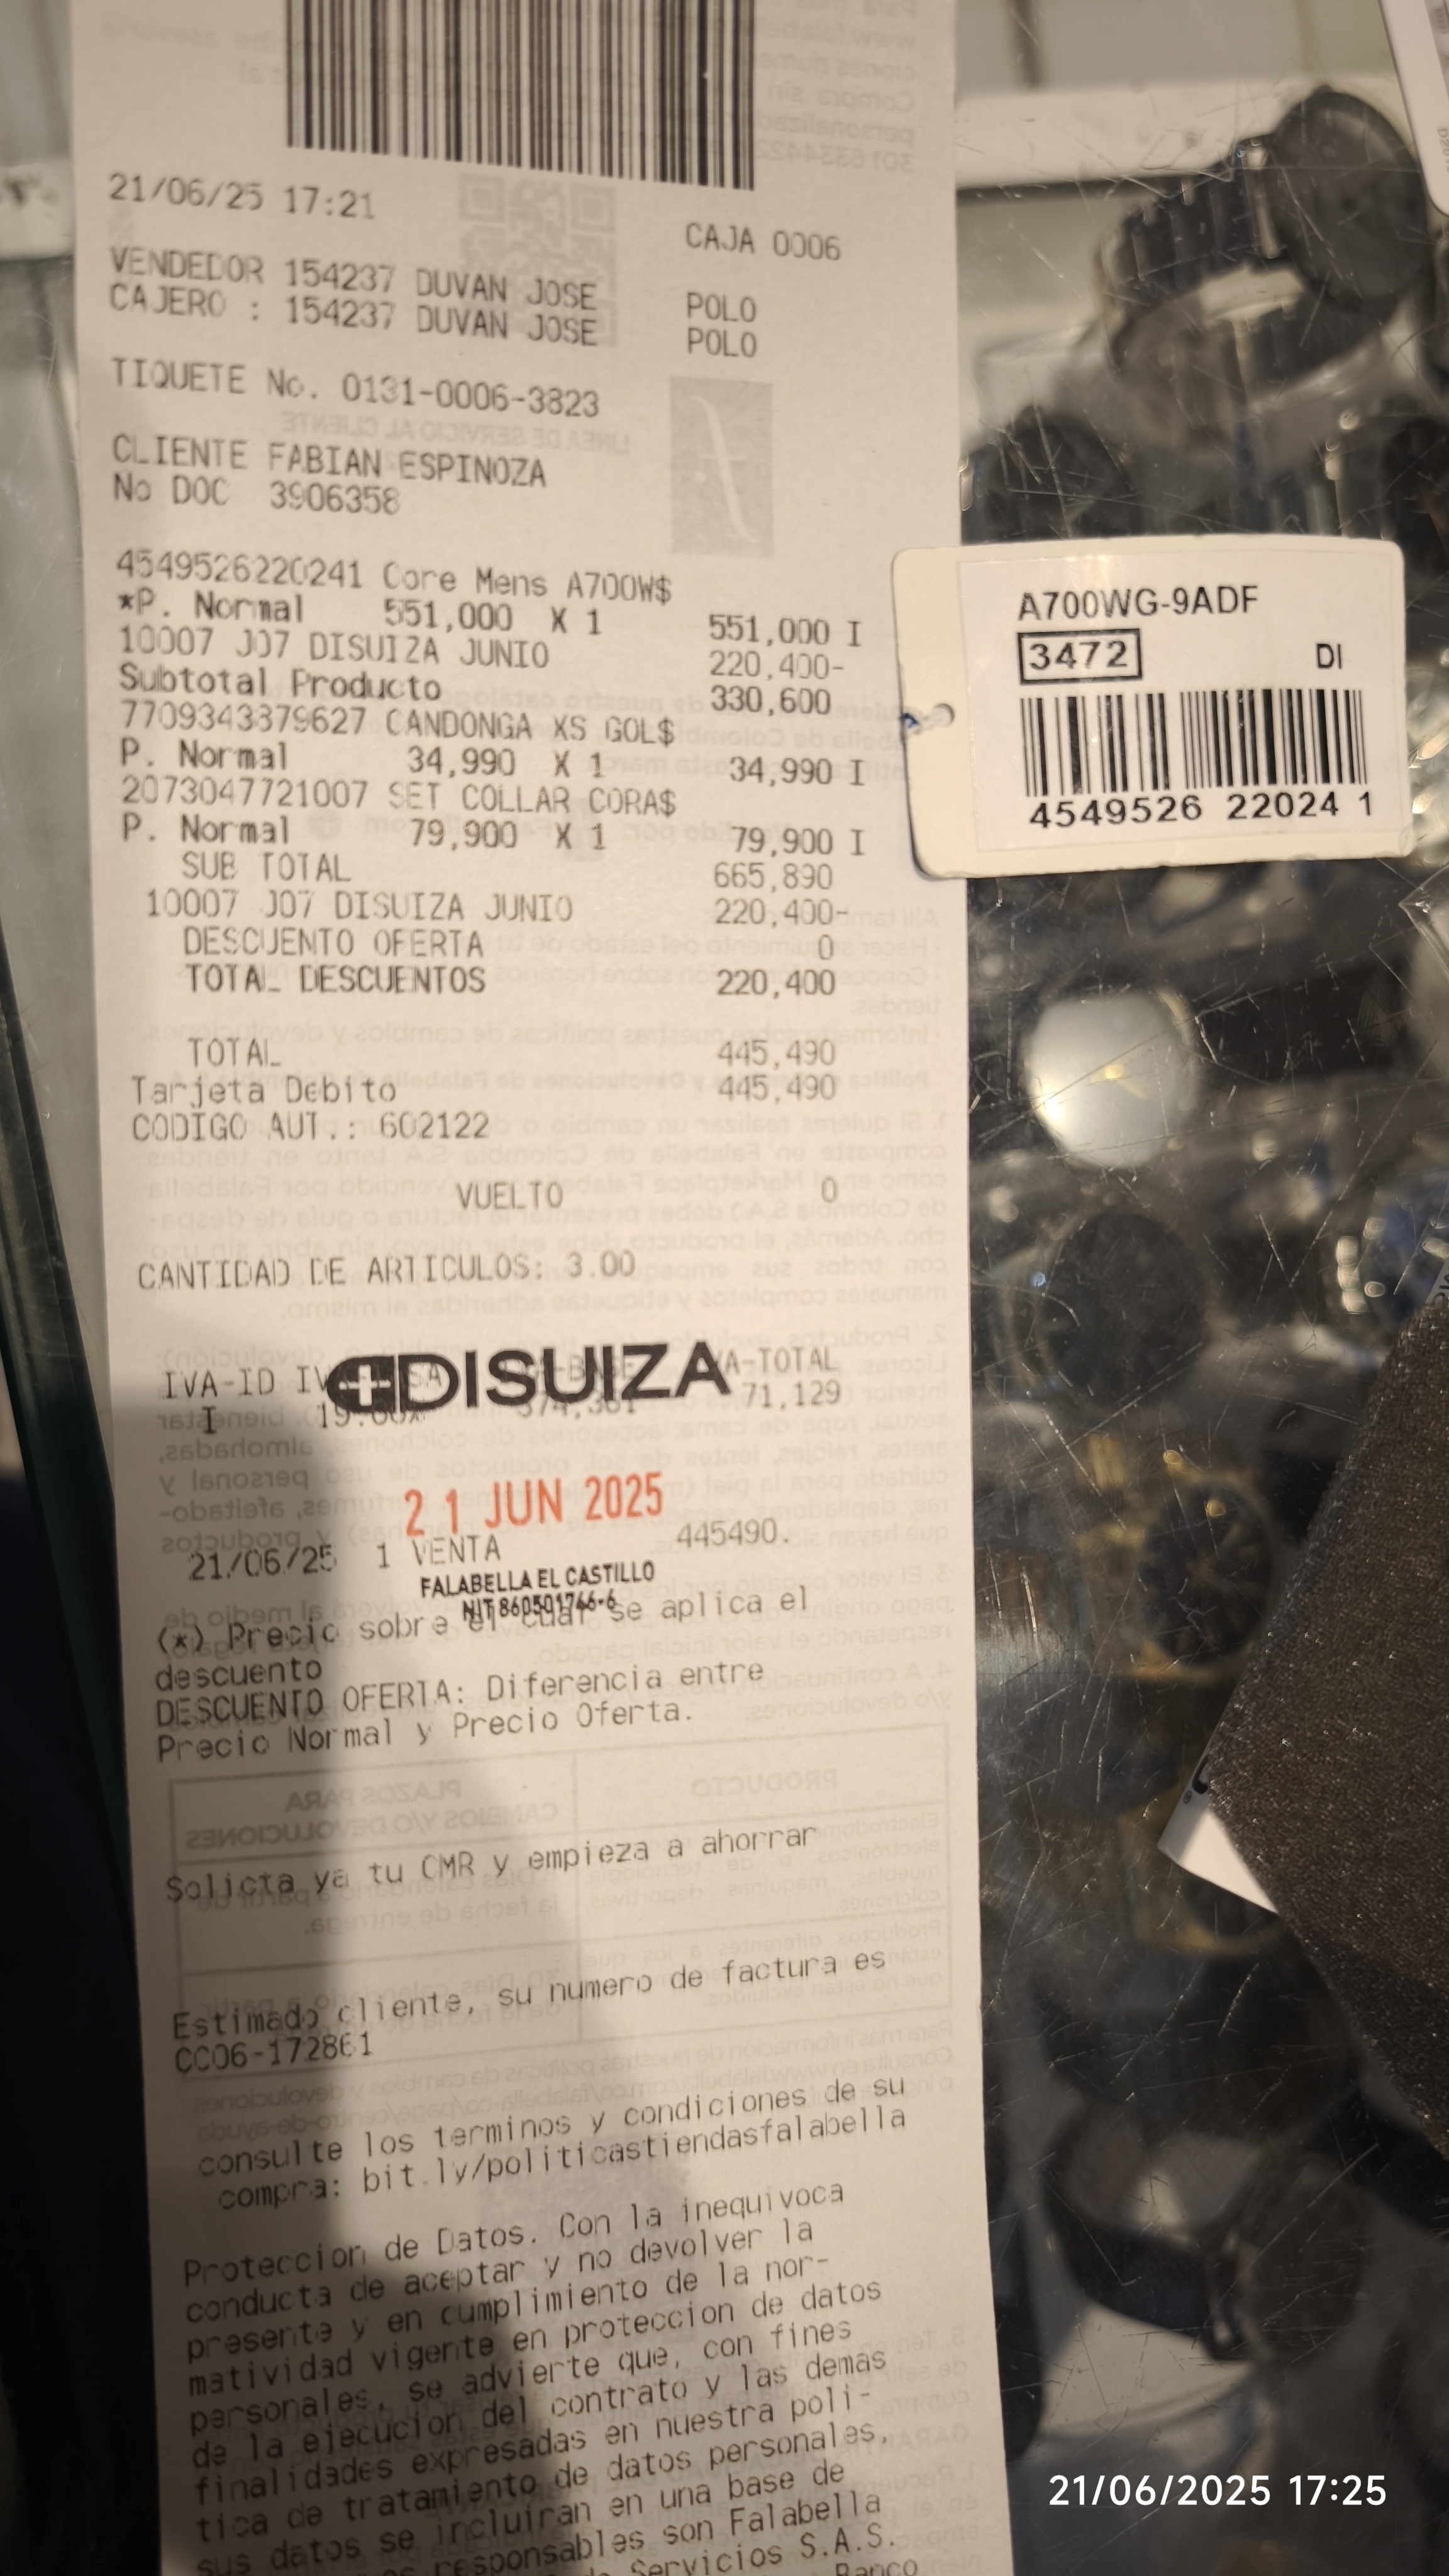 21/06/25 17:21
CAJA 0006
VENDEDOR 154237 DUVAN JOSE POLO
CAJERO : 154237 DUVAN JOSE POLO
TIQUETE No. 0131-0006-3823
CLIENTE FABIAN ESPINOZA
No DOC 3906358
4549526220241 Core Mens A700W$
*P. Normal 551,000 X 1 551,000 I
10007 J07 DISUIZA JUNIO 220,400-
Subtotal Producto 330,600
7709343379627 CANDONGA XS GOL$
P. Normal 34,990 X 1 34,990 I
2073047721007 SET COLLAR CORA$
P. Normal 79,900 X 1 79,900 I
SUB TOTAL 665,890
10007 J07 DISUIZA JUNIO 220,400-
DESCUENTO OFERTA 0
TOTAL DESCUENTOS 220,400
TOTAL 445,490
Tarjeta Debito 445,490
CODIGO AUT.: 602122
VUELTO 0
CANTIDAD DE ARTICULOS: 3.00
IVA-ID
DISUIZA
I 71,129
21 JUN 2025
21/06/25 1 VENTA 445490.
FALABELLA EL CASTILLO
NIT 860501746-6
(*) Precio sobre el cual se aplica el
descuento
DESCUENTO OFERTA: Diferencia entre
Precio Normal y Precio Oferta.
Solicta ya tu CMR y empieza a ahorrar
Estimado cliente, su numero de factura es
CC06-172861
consulte los terminos y condiciones de su
compra: bit.ly/politicastiendasfalabella
Proteccion de Datos. Con la inequivoca
conducta de aceptar y no devolver la
presente y en cumplimiento de la nor-
matividad vigente en proteccion de datos
personales, se advierte que, con fines
de la ejecucion del contrato y las demas
finalidades expresadas en nuestra poli-
tica de tratamiento de datos personales,
sus datos se incluiran en una base de
responsables son Falabella
Servicios S.A.S.
Banco
A700WG-9ADF
3472 DI
4549526 22024 1
21/06/2025 17:25